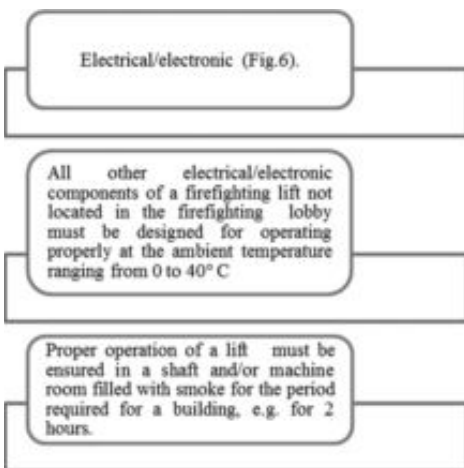 Electrical/electronic (Fig.6).
All other electrical/electronic
components of a firefighting lift not
located in the firefighting lobby
must be designed for operating
properly at the ambient temperature
ranging from 0 to 40° C
Proper operation of a lift must be
ensured in a shaft and/or machine
room filled with smoke for the period
required for a building, e.g. for 2
hours.